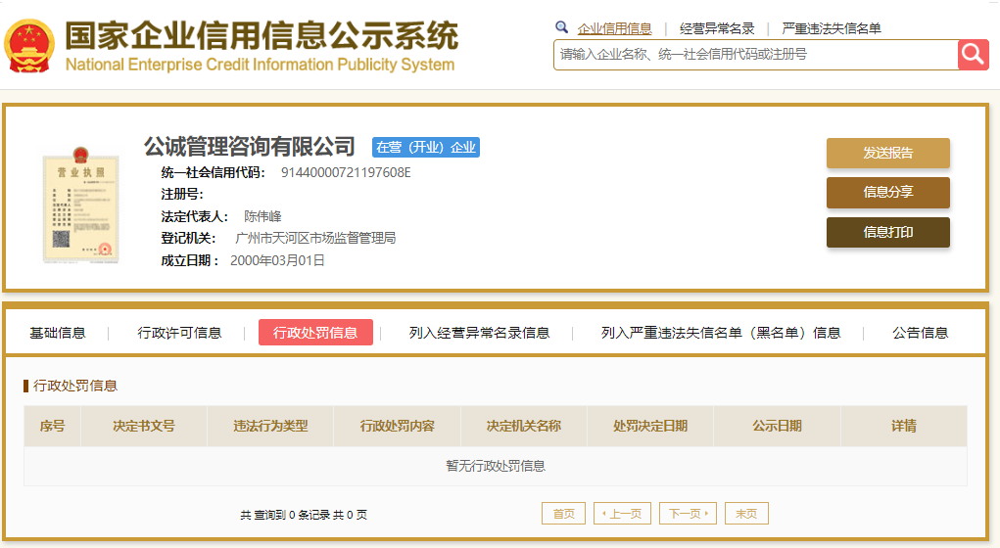 国家企业信用信息公示系统
National Enterprise Credit Information Publicity System
企业信用信息 | 经营异常名录 | 严重违法失信名单
请输入企业名称、统一社会信用代码或注册号
公诚管理咨询有限公司 在营（开业）企业
营业执照
统一社会信用代码： 91440000721197608E
注册号：
法定代表人： 陈伟峰
登记机关： 广州市天河区市场监督管理局
成立日期： 2000年03月01日
发送报告
信息分享
信息打印
基础信息 | 行政许可信息 | 行政处罚信息 | 列入经营异常名录信息 | 列入严重违法失信名单（黑名单）信息 | 公告信息
行政处罚信息
序号 决定书文号 违法行为类型 行政处罚内容 决定机关名称 处罚决定日期 公示日期 详情
暂无行政处罚信息
共 查询到 0 条记录 共 0 页 首页 上一页 下一页 末页